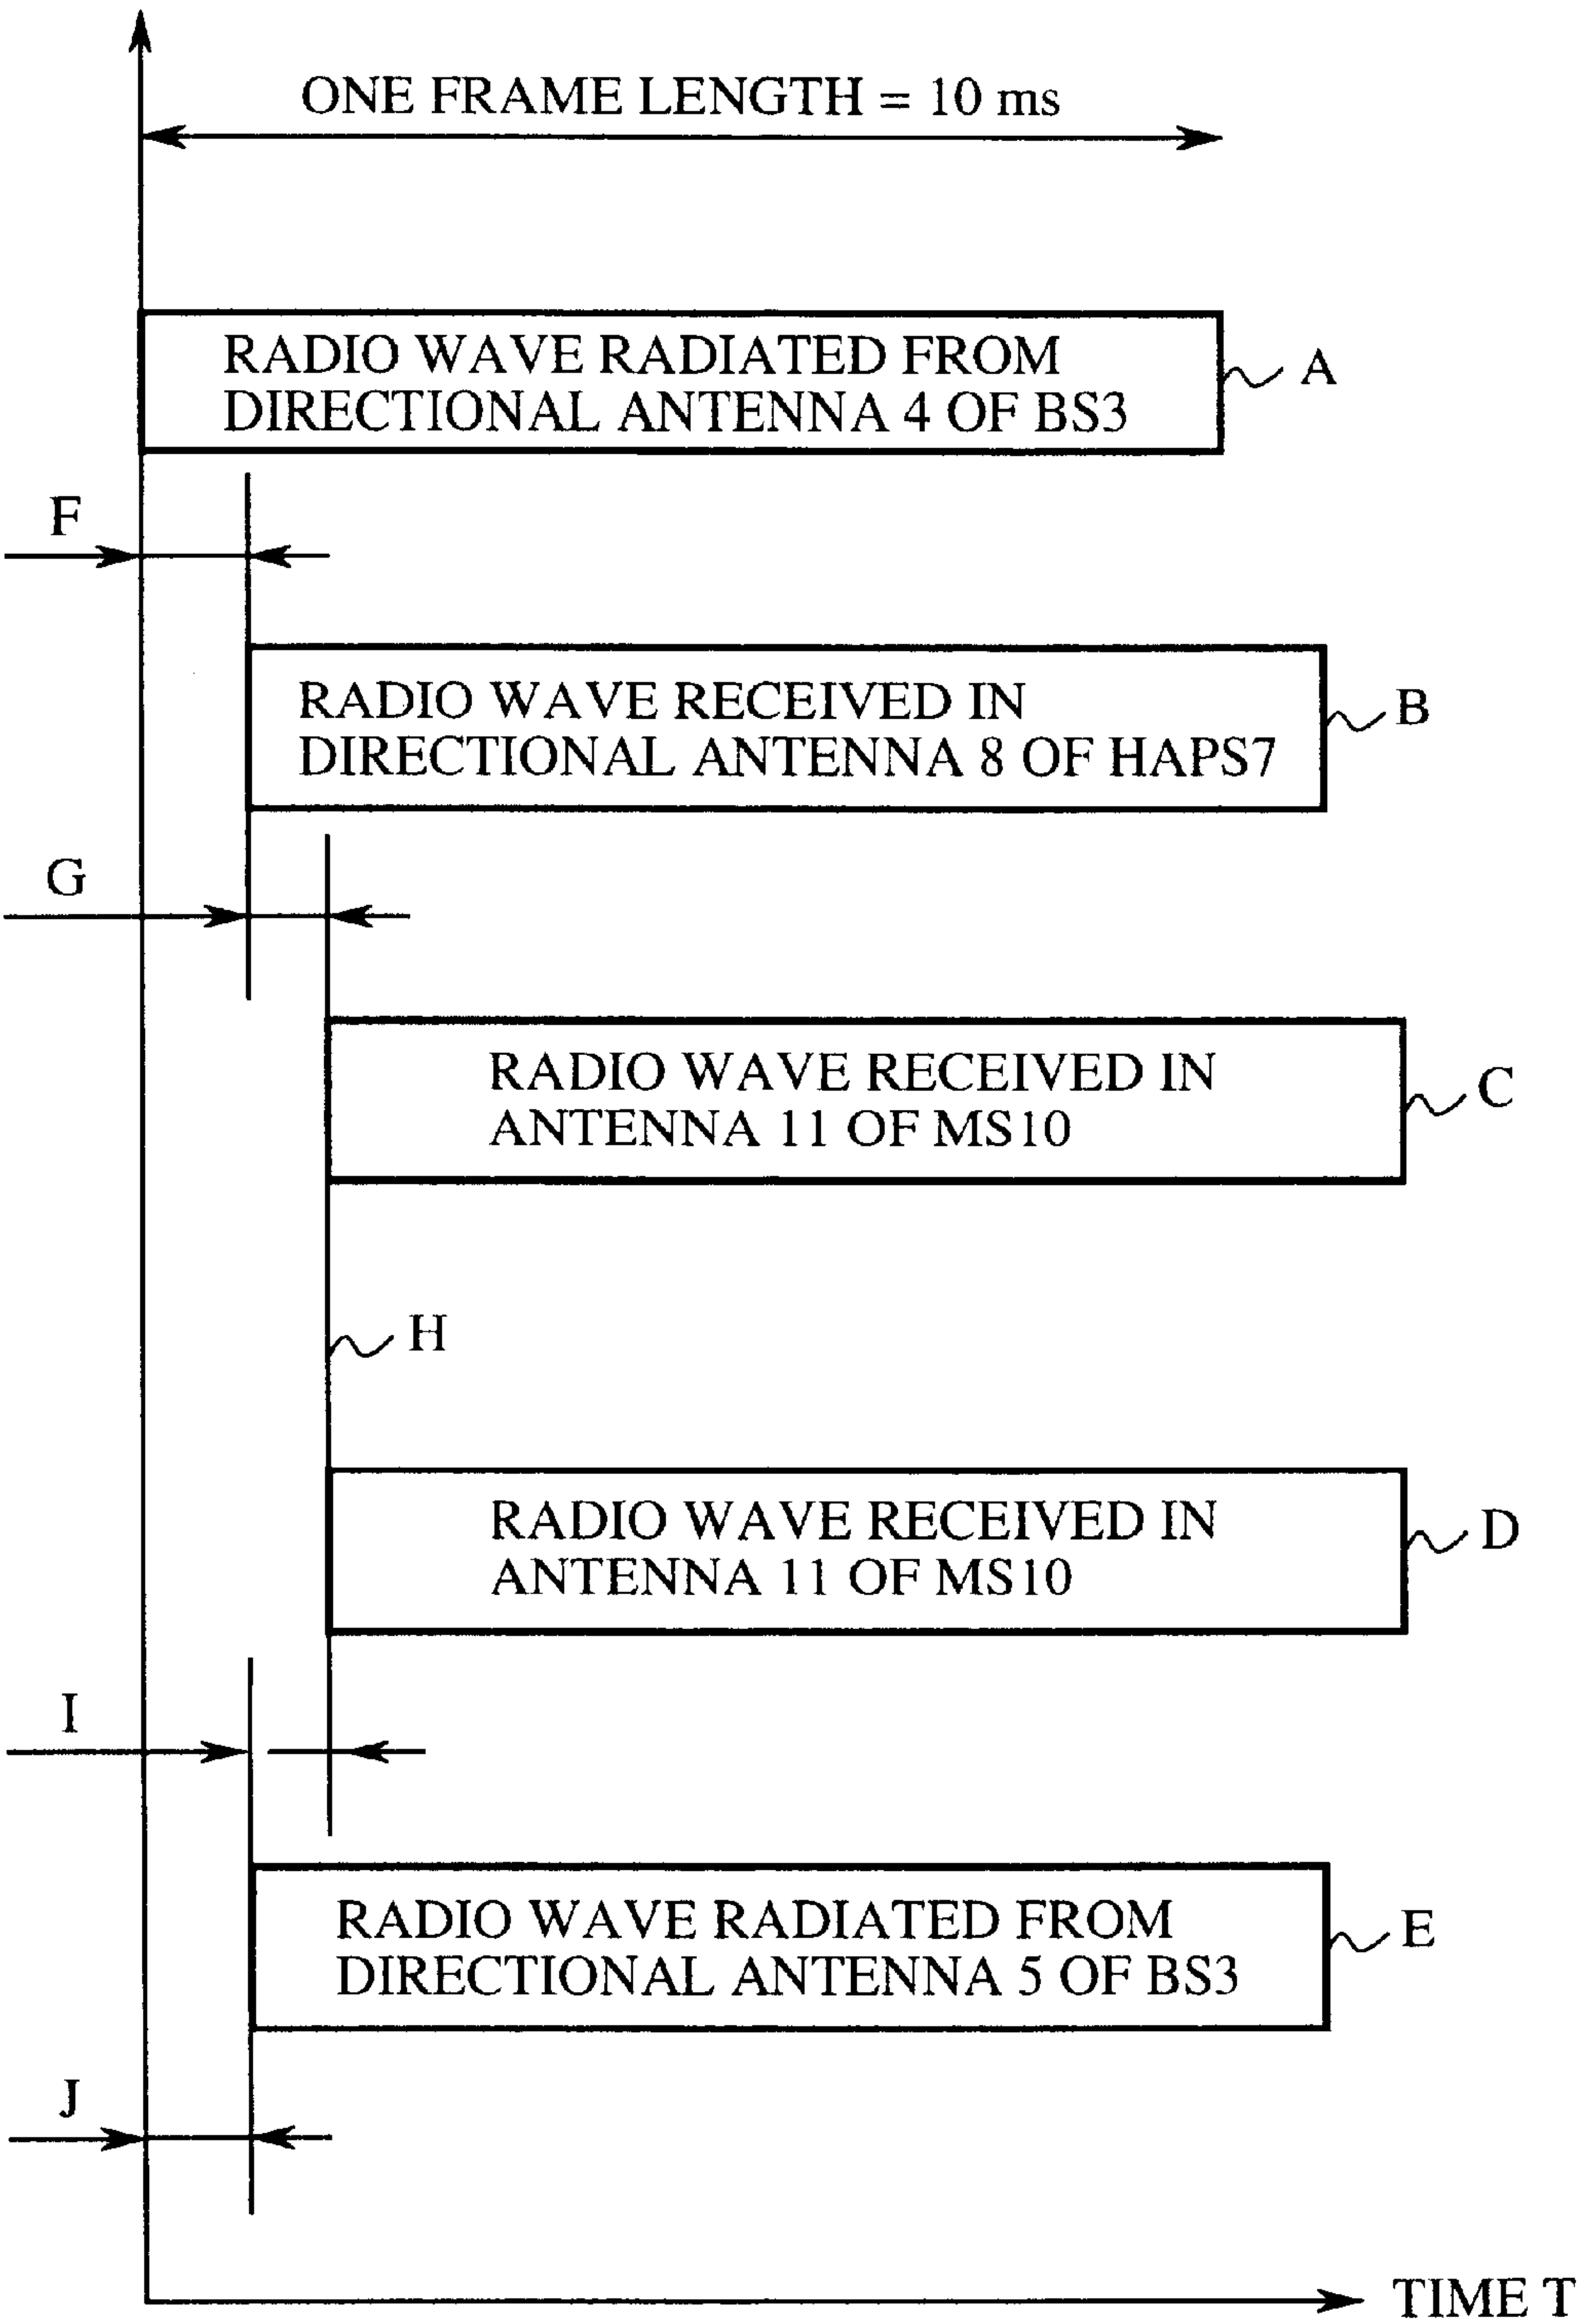 ONE FRAME LENGTH = 10 ms
RADIO WAVE RADIATED FROM
DIRECTIONAL ANTENNA 4 OF BS3
A
F
RADIO WAVE RECEIVED IN
DIRECTIONAL ANTENNA 8 OF HAPS7
B
G
RADIO WAVE RECEIVED IN
ANTENNA 11 OF MS10
C
H
RADIO WAVE RECEIVED IN
ANTENNA 11 OF MS10
D
I
RADIO WAVE RADIATED FROM
DIRECTIONAL ANTENNA 5 OF BS3
E
J
TIME T